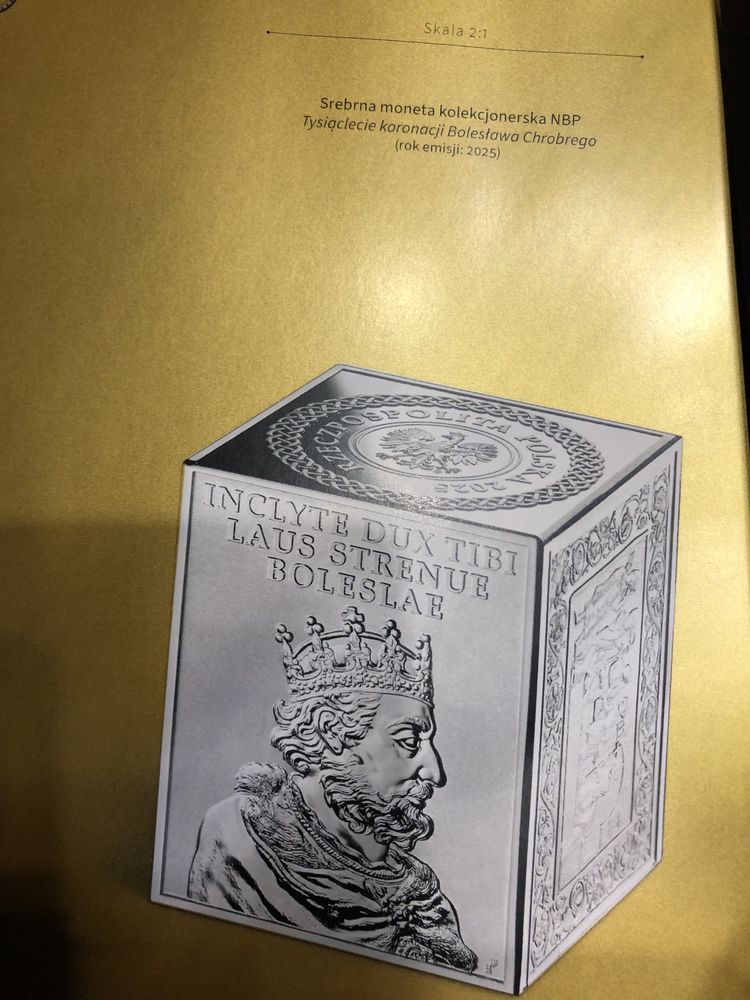 Skala 2:1
Srebrna moneta kolekcjonerska NBP
Tysiąclecie koronacji Bolesława Chrobrego
(rok emisji: 2025)
RZECZPOSPOLITA POLSKA 2025
INCLYTE DUX TIBI
LAUS STRENUE
BOLESLAE